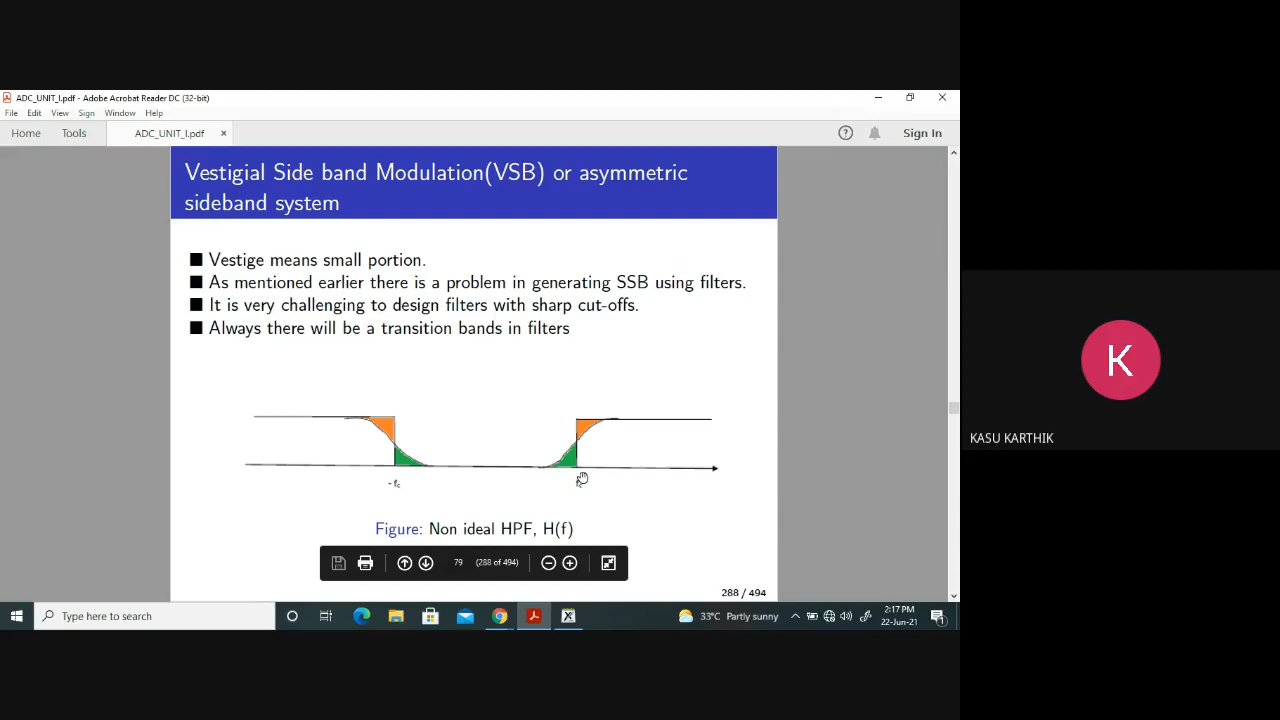 ADC_UNIT_I.pdf - Adobe Acrobat Reader DC (32-bit)
File Edit View Sign Window Help
Home Tools ADC_UNIT_I.pdf × Sign In
Vestigial Side band Modulation(VSB) or asymmetric
sideband system
Vestige means small portion.
As mentioned earlier there is a problem in generating SSB using filters.
It is very challenging to design filters with sharp cut-offs.
Always there will be a transition bands in filters
K
KASU KARTHIK
- fc
Figure: Non ideal HPF, H(f)
79 (288 of 494)
288 / 494
Type here to search
33°C Partly sunny
2:17 PM
22-Jun-21
1